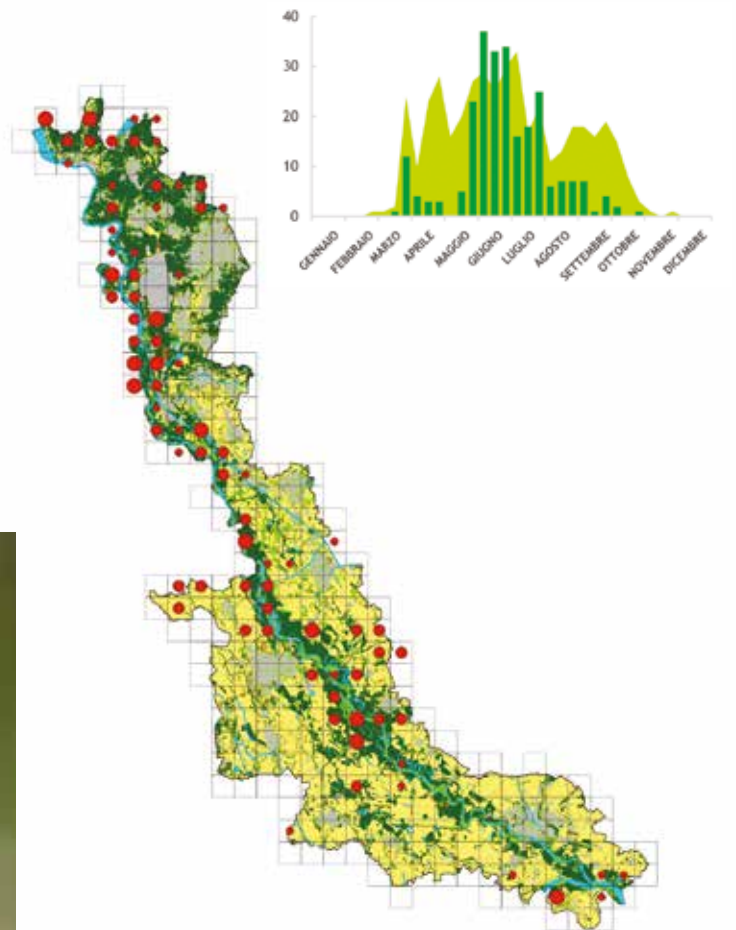 40
30
20
10
0
GENNAIO
FEBBRAIO
MARZO
APRILE
MAGGIO
GIUGNO
LUGLIO
AGOSTO
SETTEMBRE
OTTOBRE
NOVEMBRE
DICEMBRE